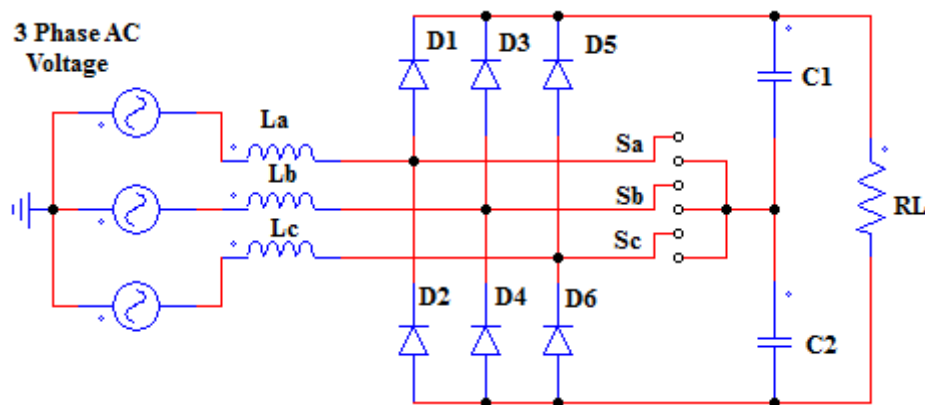 3 Phase AC
Voltage
D1
D3
D5
C1
La
Sa
Lb
Sb
RL
Lc
Sc
D2
D4
D6
C2